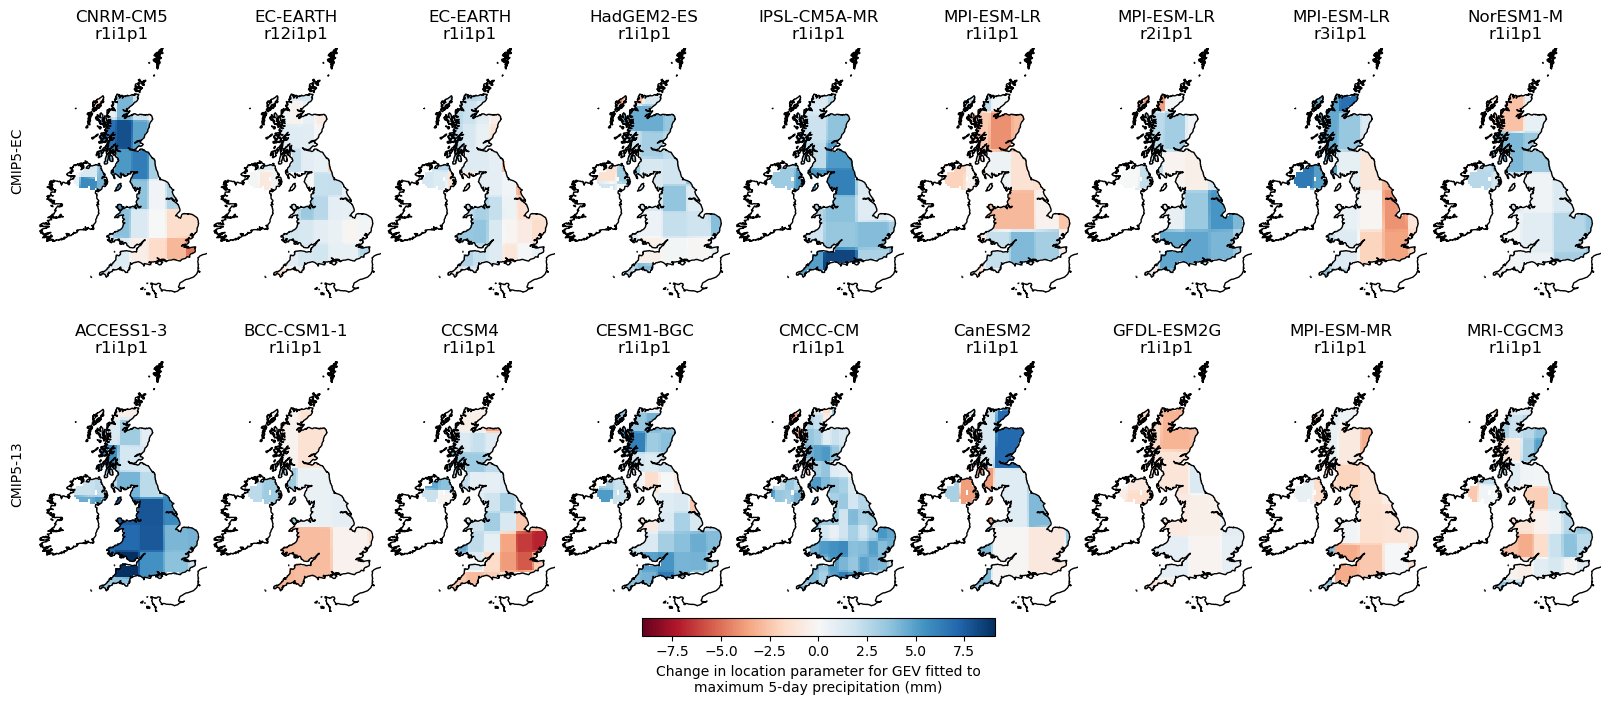 CNRM-CM5
r1i1p1
EC-EARTH
r12i1p1
EC-EARTH
r1i1p1
HadGEM2-ES
r1i1p1
IPSL-CM5A-MR
r1i1p1
MPI-ESM-LR
r1i1p1
MPI-ESM-LR
r2i1p1
MPI-ESM-LR
r3i1p1
NorESM1-M
r1i1p1
CMIP5-EC
ACCESS1-3
r1i1p1
BCC-CSM1-1
r1i1p1
CCSM4
r1i1p1
CESM1-BGC
r1i1p1
CMCC-CM
r1i1p1
CanESM2
r1i1p1
GFDL-ESM2G
r1i1p1
MPI-ESM-MR
r1i1p1
MRI-CGCM3
r1i1p1
CMIP5-13
−7.5 −5.0 −2.5 0.0 2.5 5.0 7.5
Change in location parameter for GEV fitted to
maximum 5-day precipitation (mm)